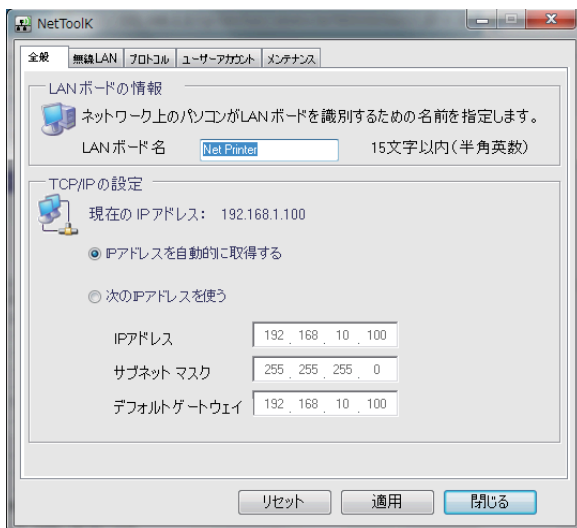 NetToolK
全般 無線LAN プロトコル ユーザーアカウント メンテナンス
LANボードの情報
ネットワーク上のパソコンがLANボードを識別するための名前を指定します。
LANボード名 Net Printer 15文字以内(半角英数)
TCP/IPの設定
現在のIPアドレス: 192.168.1.100
IPアドレスを自動的に取得する
次のIPアドレスを使う
IPアドレス 192 . 168 . 10 . 100
サブネット マスク 255 . 255 . 255 . 0
デフォルトゲートウェイ 192 . 168 . 10 . 100
リセット 適用 閉じる